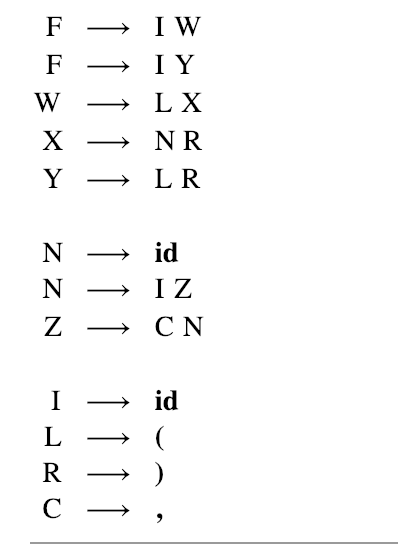 F ⟶ I W
F ⟶ I Y
W ⟶ L X
X ⟶ N R
Y ⟶ L R
N ⟶ id
N ⟶ I Z
Z ⟶ C N
I ⟶ id
L ⟶ (
R ⟶ )
C ⟶ ,